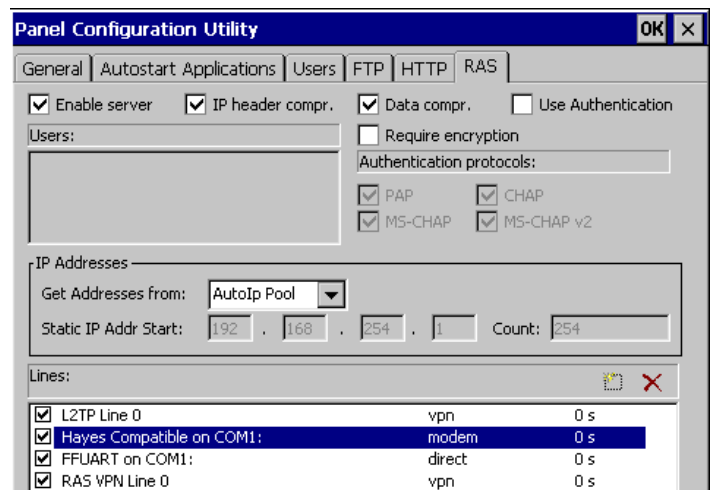 Panel Configuration Utility OK
General Autostart Applications Users FTP HTTP RAS
Enable server IP header compr. Data compr. Use Authentication
Users: Require encryption
Authentication protocols:
PAP CHAP
MS-CHAP MS-CHAP v2
IP Addresses
Get Addresses from: AutoIp Pool
Static IP Addr Start: 192 . 168 . 254 . 1 Count: 254
Lines:
L2TP Line 0 vpn 0 s
Hayes Compatible on COM1: modem 0 s
FFUART on COM1: direct 0 s
RAS VPN Line 0 vpn 0 s